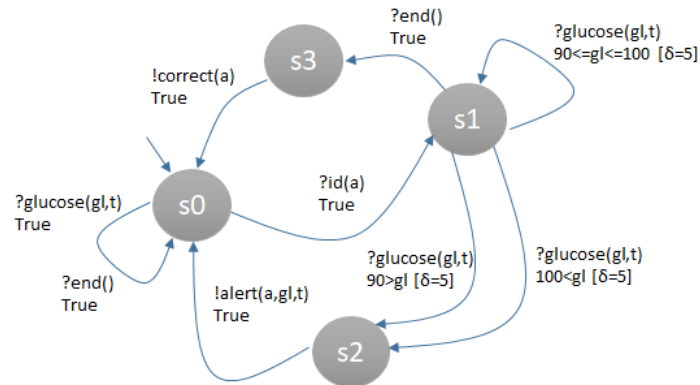 ?end()
True
?glucose(gl,t)
90<=gl<=100 [δ=5]
s3
!correct(a)
True
s1
?id(a)
True
s0
?glucose(gl,t)
True
?end()
True
?glucose(gl,t)
90>gl [δ=5]
?glucose(gl,t)
100<gl [δ=5]
!alert(a,gl,t)
True
s2